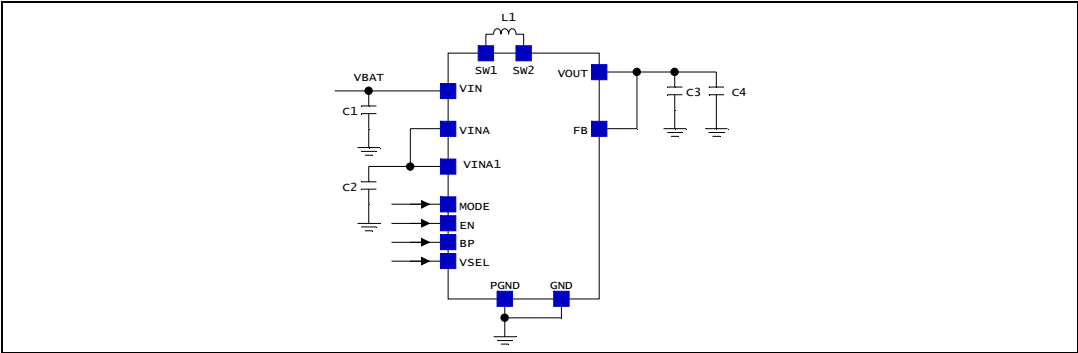 L1
SW1 SW2
VOUT
VBAT
VIN
C1
C3 C4
VINA
FB
VINA1
C2
MODE
EN
BP
VSEL
PGND GND